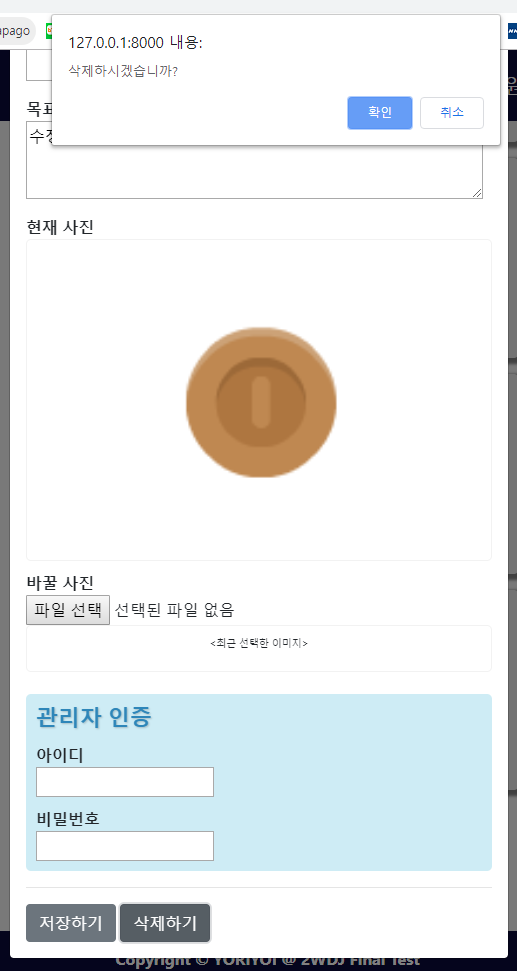 apago
127.0.0.1:8000 내용:
삭제하시겠습니까?
확인
취소
목표
수정
현재 사진
바꿀 사진
파일 선택 선택된 파일 없음
<최근 선택한 이미지>
관리자 인증
아이디
비밀번호
저장하기 삭제하기
Copyright © YORIYOI @ 2WDJ Final Test